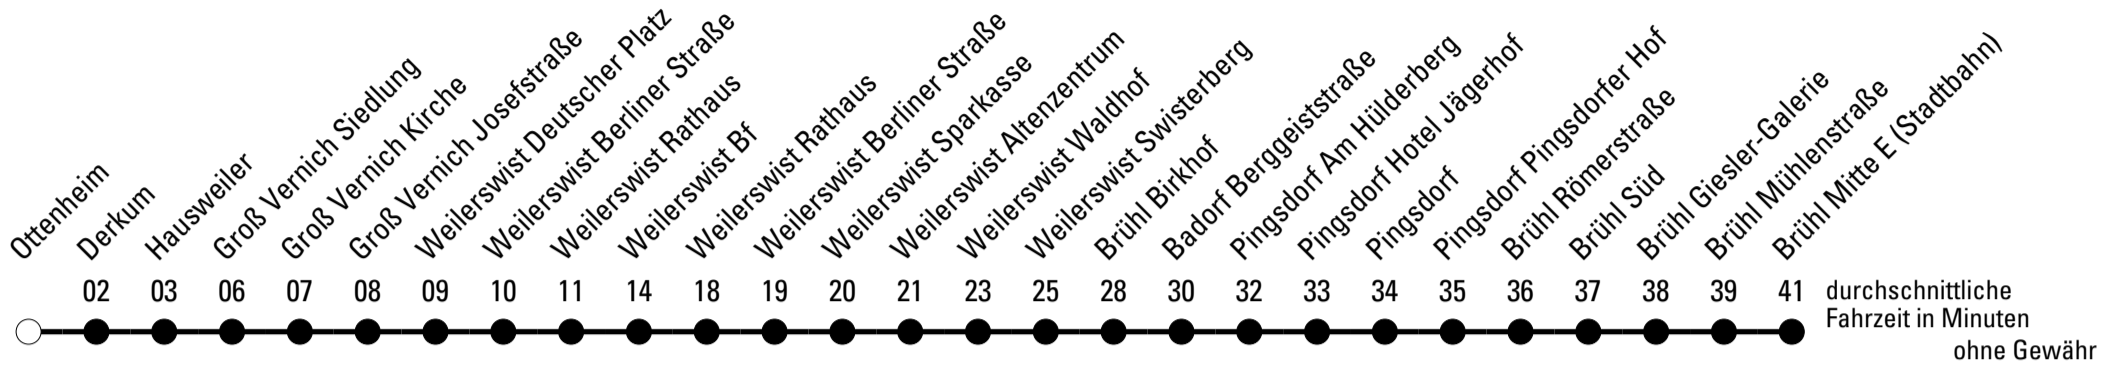 Ottenheim
Derkum
Hausweiler
Groß Vernich Siedlung
Groß Vernich Kirche
Groß Vernich Josefstraße
Weilerswist Deutscher Platz
Weilerswist Berliner Straße
Weilerswist Rathaus
Weilerswist Bf
Weilerswist Rathaus
Weilerswist Berliner Straße
Weilerswist Sparkasse
Weilerswist Altenzentrum
Weilerswist Waldhof
Weilerswist Swisterberg
Brühl Birkhof
Badorf Berggeiststraße
Pingsdorf Am Hülderberg
Pingsdorf Hotel Jägerhof
Pingsdorf
Pingsdorf Pingsdorfer Hof
Brühl Römerstraße
Brühl Süd
Brühl Giesler-Galerie
Brühl Mühlenstraße
Brühl Mitte E (Stadtbahn)
02 03 06 07 08 09 10 11 14 18 19 20 21 23 25 28 30 32 33 34 35 36 37 38 39 41 durchschnittliche
Fahrzeit in Minuten
ohne Gewähr